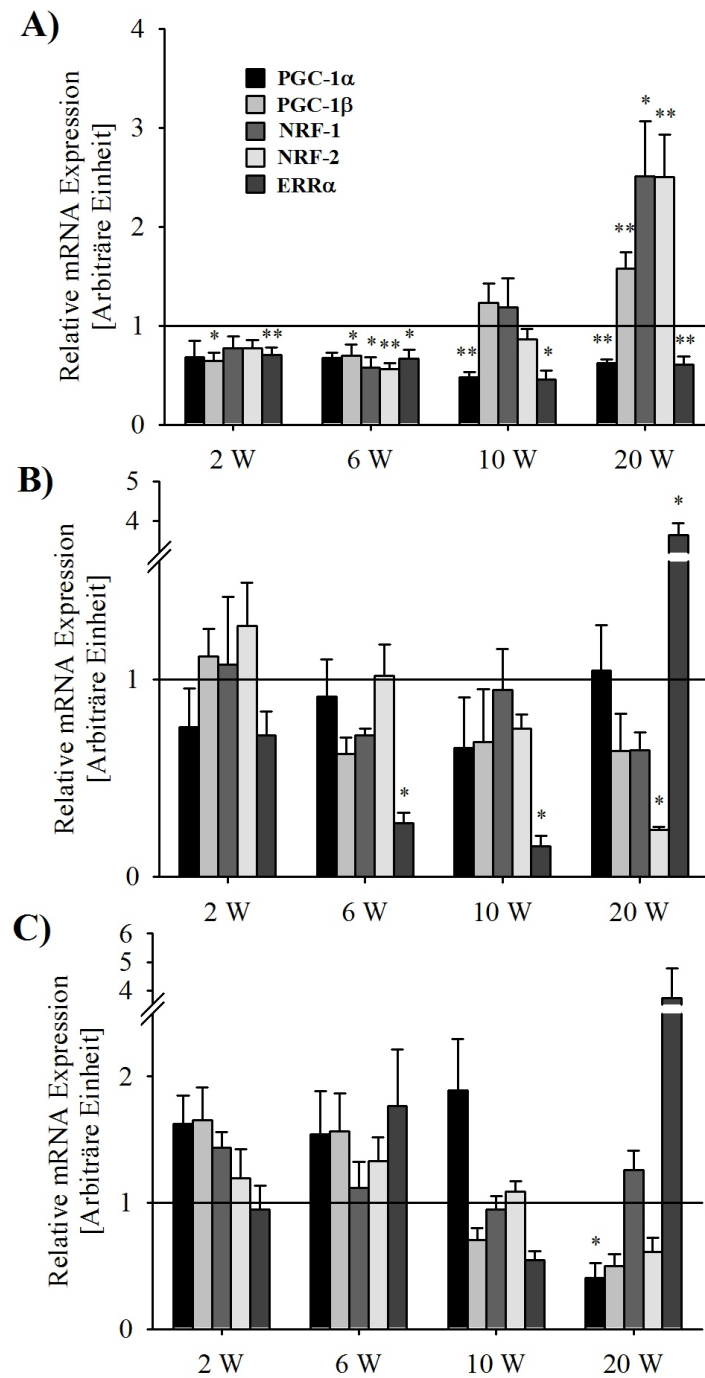 A)
Relative mRNA Expression
[Arbiträre Einheit]
4
3
2
1
0
PGC-1α
PGC-1β
NRF-1
NRF-2
ERRα
* **
* * ** *
** *
** ** * ** **
2 W 6 W 10 W 20 W
B)
Relative mRNA Expression
[Arbiträre Einheit]
5
4
1
0
* * * *
2 W 6 W 10 W 20 W
C)
Relative mRNA Expression
[Arbiträre Einheit]
6
5
4
2
1
0
*
2 W 6 W 10 W 20 W